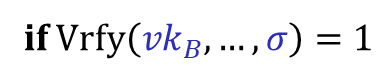 if Vrfy(vk_B, ..., σ) = 1